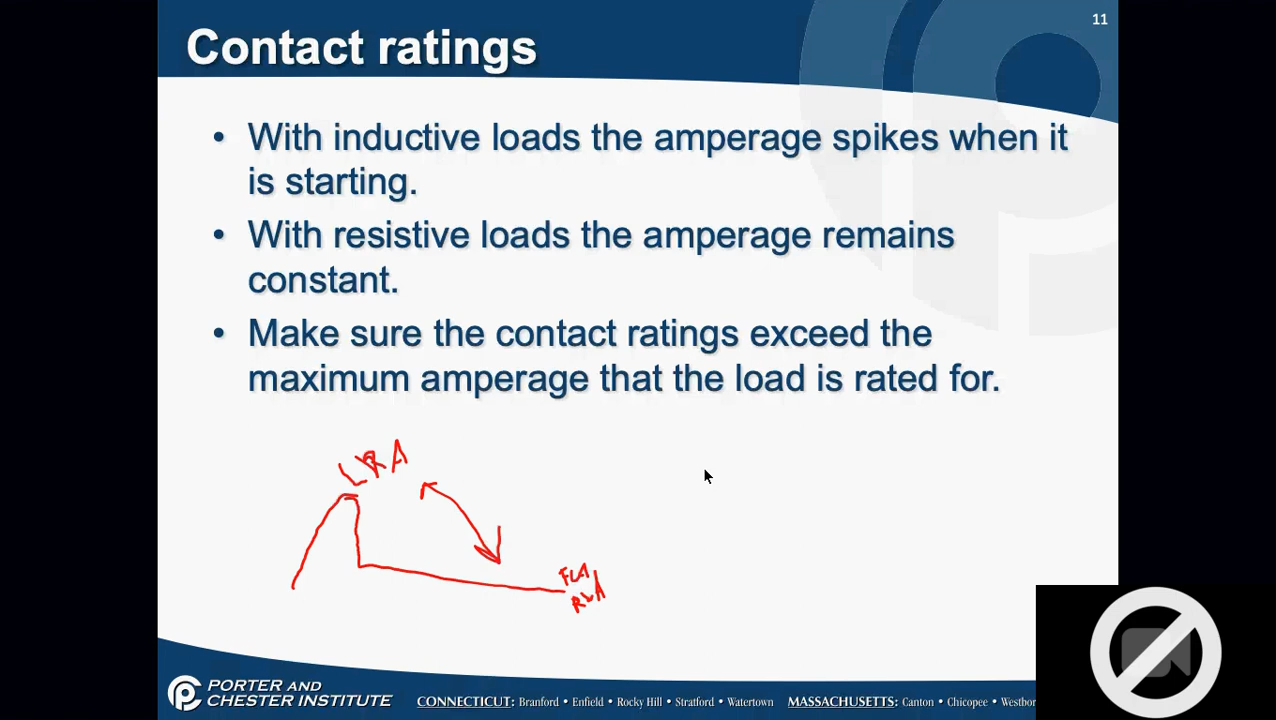 11
Contact ratings
• With inductive loads the amperage spikes when it
is starting.
• With resistive loads the amperage remains
constant.
• Make sure the contact ratings exceed the
maximum amperage that the load is rated for.
LRA
FLA
RLA
PORTER AND
CHESTER INSTITUTE
CONNECTICUT: Branford • Enfield • Rocky Hill • Stratford • Watertown MASSACHUSETTS: Canton • Chicopee • Westbor